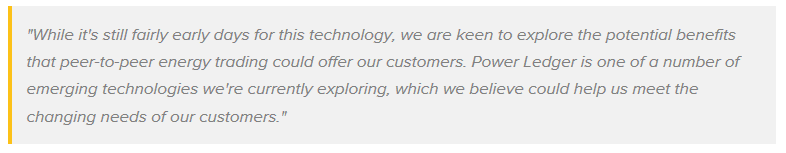 "While it's still fairly early days for this technology, we are keen to explore the potential benefits
that peer-to-peer energy trading could offer our customers. Power Ledger is one of a number of
emerging technologies we're currently exploring, which we believe could help us meet the
changing needs of our customers."